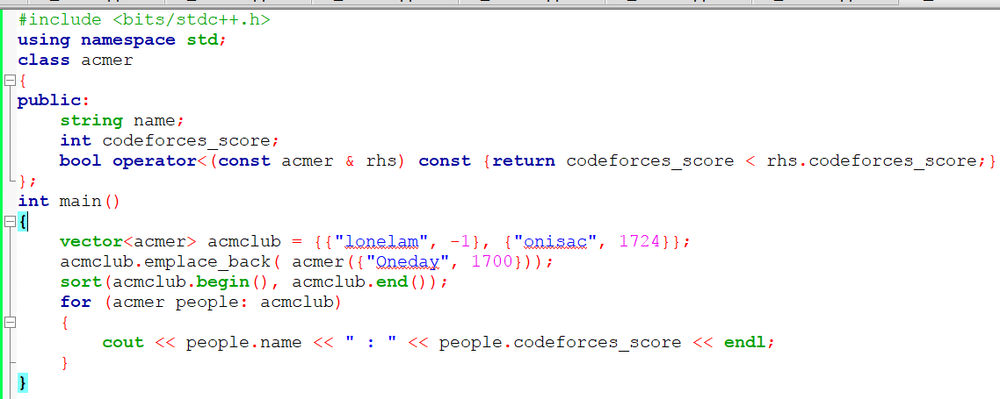 #include <bits/stdc++.h>
using namespace std;
class acmer
{
public:
    string name;
    int codeforces_score;
    bool operator<(const acmer & rhs) const {return codeforces_score < rhs.codeforces_score;}
};
int main()
{
    vector<acmer> acmclub = {{"lonelam", -1}, {"onisac", 1724}};
    acmclub.emplace_back( acmer({"Oneday", 1700}));
    sort(acmclub.begin(), acmclub.end());
    for (acmer people: acmclub)
    {
        cout << people.name << " : " << people.codeforces_score << endl;
    }
}